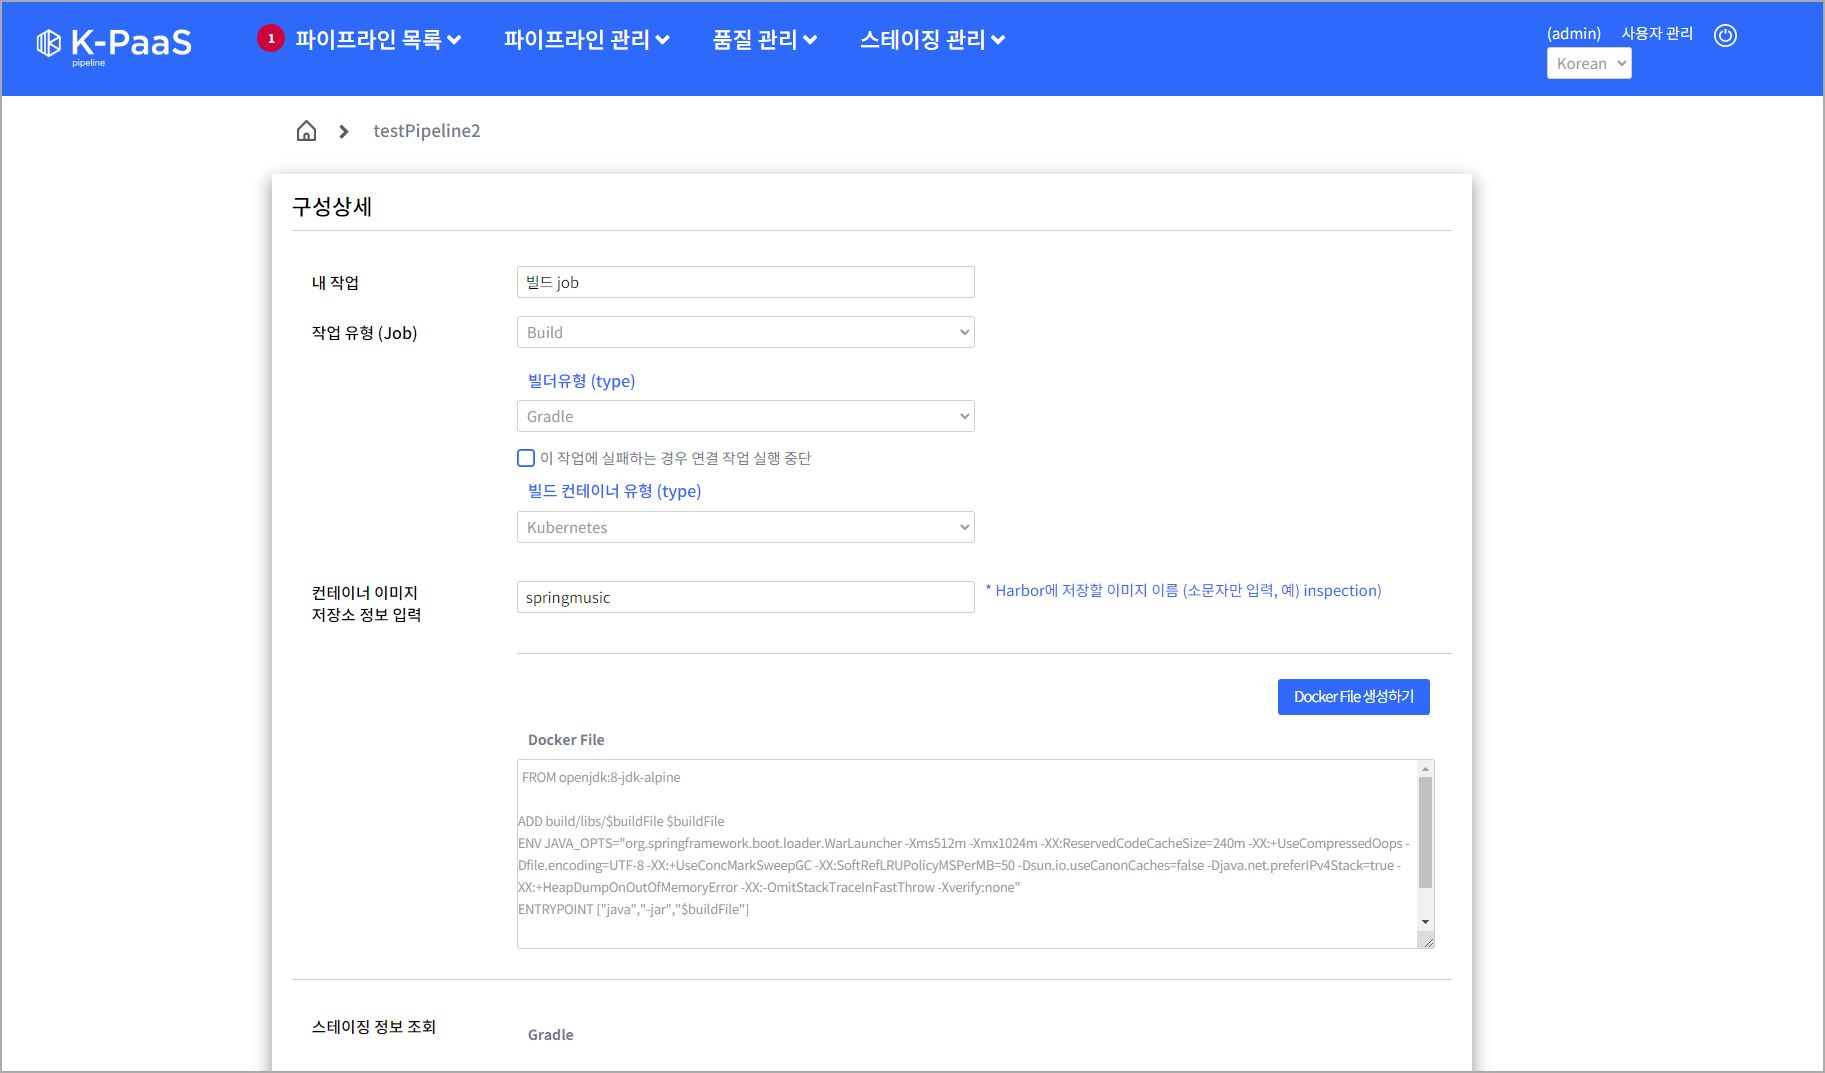 K-PaaS
pipeline
1 파이프라인 목록
파이프라인 관리
품질 관리
스테이징 관리
(admin) 사용자 관리
Korean
testPipeline2
구성상세
내 작업
빌드 job
작업 유형 (Job)
Build
빌더유형 (type)
Gradle
이 작업에 실패하는 경우 연결 작업 실행 중단
빌드 컨테이너 유형 (type)
Kubernetes
컨테이너 이미지
저장소 정보 입력
springmusic
* Harbor에 저장할 이미지 이름 (소문자만 입력, 예) inspection)
Docker File 생성하기
Docker File
FROM openjdk:8-jdk-alpine
ADD build/libs/$buildFile $buildFile
ENV JAVA_OPTS="org.springframework.boot.loader.WarLauncher -Xms512m -Xmx1024m -XX:ReservedCodeCacheSize=240m -XX:+UseCompressedOops -
Dfile.encoding=UTF-8 -XX:+UseConcMarkSweepGC -XX:SoftRefLRUPolicyMSPerMB=50 -Dsun.io.useCanonCaches=false -Djava.net.preferIPv4Stack=true -
XX:+HeapDumpOnOutOfMemoryError -XX:-OmitStackTraceInFastThrow -Xverify:none"
ENTRYPOINT ["java","-jar","$buildFile"]
스테이징 정보 조회
Gradle